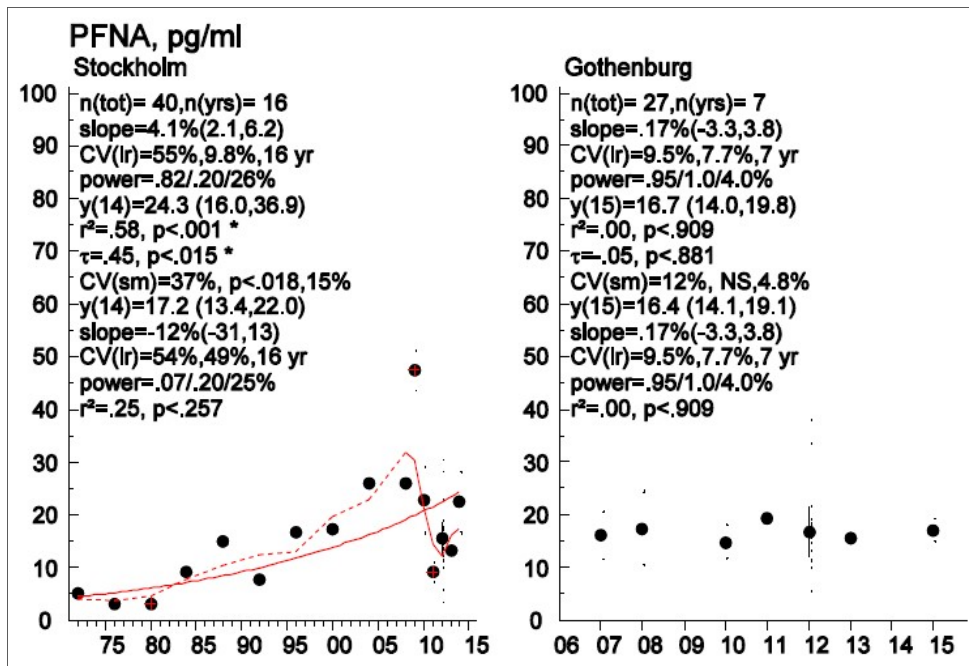 PFNA, pg/ml
Stockholm
n(tot)= 40,n(yrs)= 16
slope=4.1%(2.1,6.2)
CV(lr)=55%,9.8%,16 yr
power=.82/.20/26%
y(14)=24.3 (16.0,36.9)
r²=.58, p<.001 *
τ=.45, p<.015 *
CV(sm)=37%, p<.018,15%
y(14)=17.2 (13.4,22.0)
slope=-12%(-31,13)
CV(lr)=54%,49%,16 yr
power=.07/.20/25%
r²=.25, p<.257
100
90
80
70
60
50
40
30
20
10
0
75 80 85 90 95 00 05 10 15
Gothenburg
n(tot)= 27,n(yrs)= 7
slope=.17%(-3.3,3.8)
CV(lr)=9.5%,7.7%,7 yr
power=.95/1.0/4.0%
y(15)=16.7 (14.0,19.8)
r²=.00, p<.909
τ=-.05, p<.881
CV(sm)=12%, NS,4.8%
y(15)=16.4 (14.1,19.1)
slope=.17%(-3.3,3.8)
CV(lr)=9.5%,7.7%,7 yr
power=.95/1.0/4.0%
r²=.00, p<.909
100
90
80
70
60
50
40
30
20
10
0
06 07 08 09 10 11 12 13 14 15